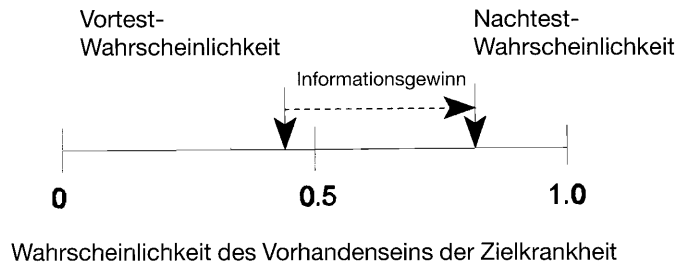 Vortest-
Wahrscheinlichkeit
Nachtest-
Wahrscheinlichkeit
Informationsgewinn
0
0.5
1.0
Wahrscheinlichkeit des Vorhandenseins der Zielkrankheit